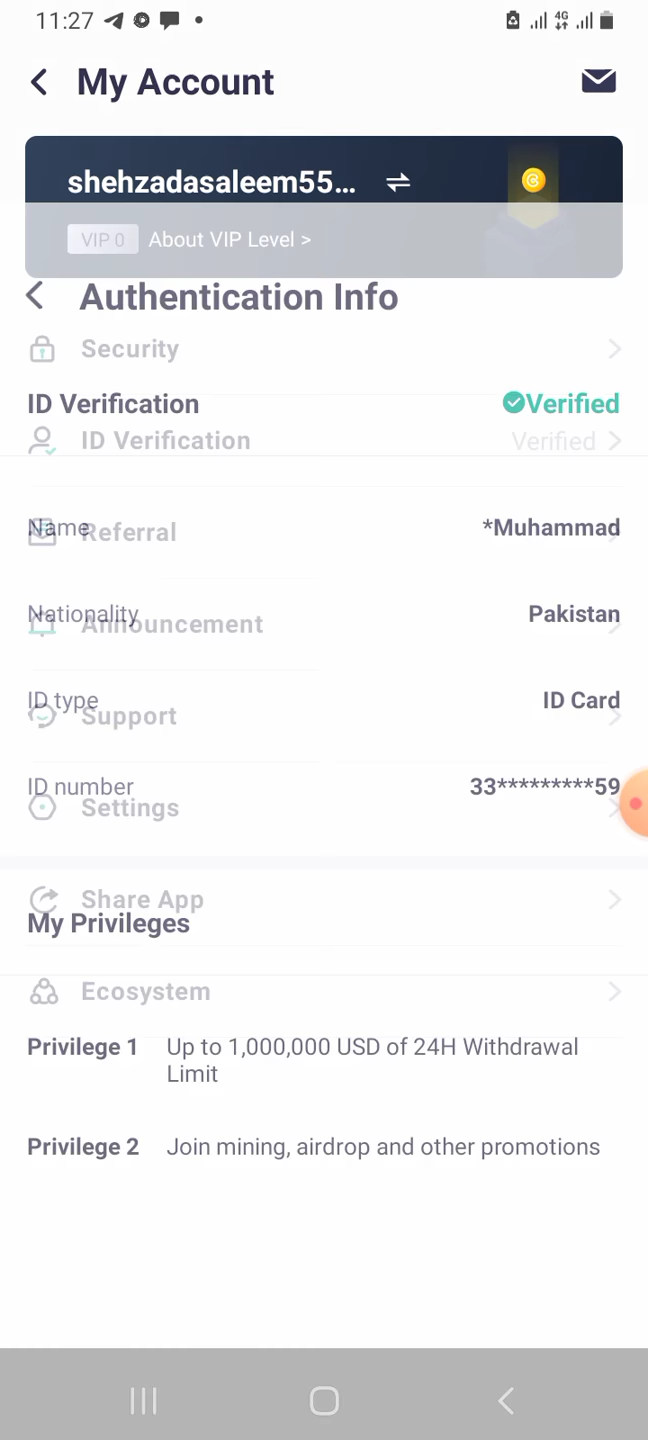 11:27
4G
My Account
shehzadasaleem55...
VIP 0 About VIP Level >
Authentication Info
Security
ID Verification Verified
ID Verification Verified
Name *Muhammad
Referral
Nationality Pakistan
Announcement
ID type ID Card
Support
ID number 33*********59
Settings
Share App
My Privileges
Ecosystem
Privilege 1 Up to 1,000,000 USD of 24H Withdrawal
Limit
Privilege 2 Join mining, airdrop and other promotions